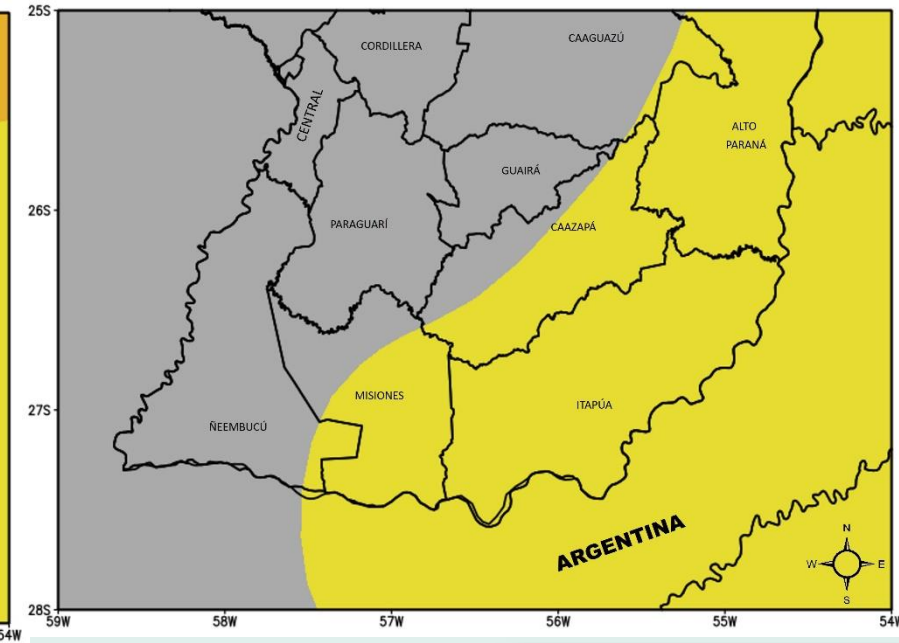 25S
CORDILLERA
CAAGUAZÚ
CENTRAL
ALTO
PARANÁ
GUAIRÁ
26S
PARAGUARÍ
CAAZAPÁ
MISIONES
ITAPÚA
27S
ÑEEMBUCÚ
ARGENTINA
N
W
E
S
28S
59W
58W
57W
56W
55W
54W
54W